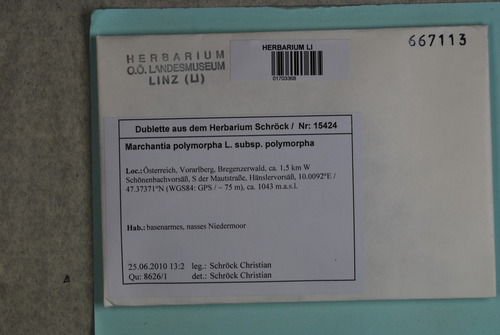 HERBARIUM
O.Ö. LANDESMUSEUM
LINZ (LI)
HERBARIUM LI
01703369
667113
Dublette aus dem Herbarium Schröck / Nr: 15424
Marchantia polymorpha L. subsp. polymorpha
Loc.: Österreich, Vorarlberg, Bregenzerwald, ca. 1,5 km W
Schönenbachvorsäß, S der Mautstraße, Hänslervorsäß, 10.0092°E /
47.37371°N (WGS84: GPS / ~ 75 m), ca. 1043 m.a.s.l.
Hab.: basenarmes, nasses Niedermoor
25.06.2010 13:2 leg.: Schröck Christian
Qu: 8626/1 det.: Schröck Christian